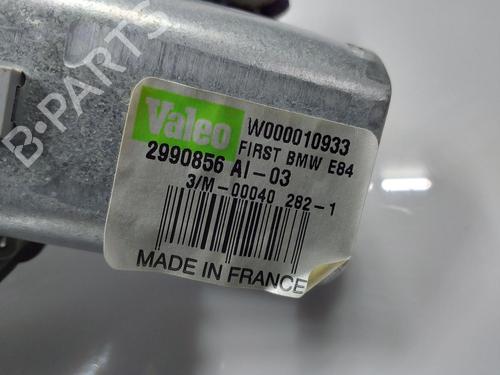 Valeo W000010933
FIRST BMW E84
2990856 AI-03
3/M-00040 282-1
MADE IN FRANCE
B-PARTS